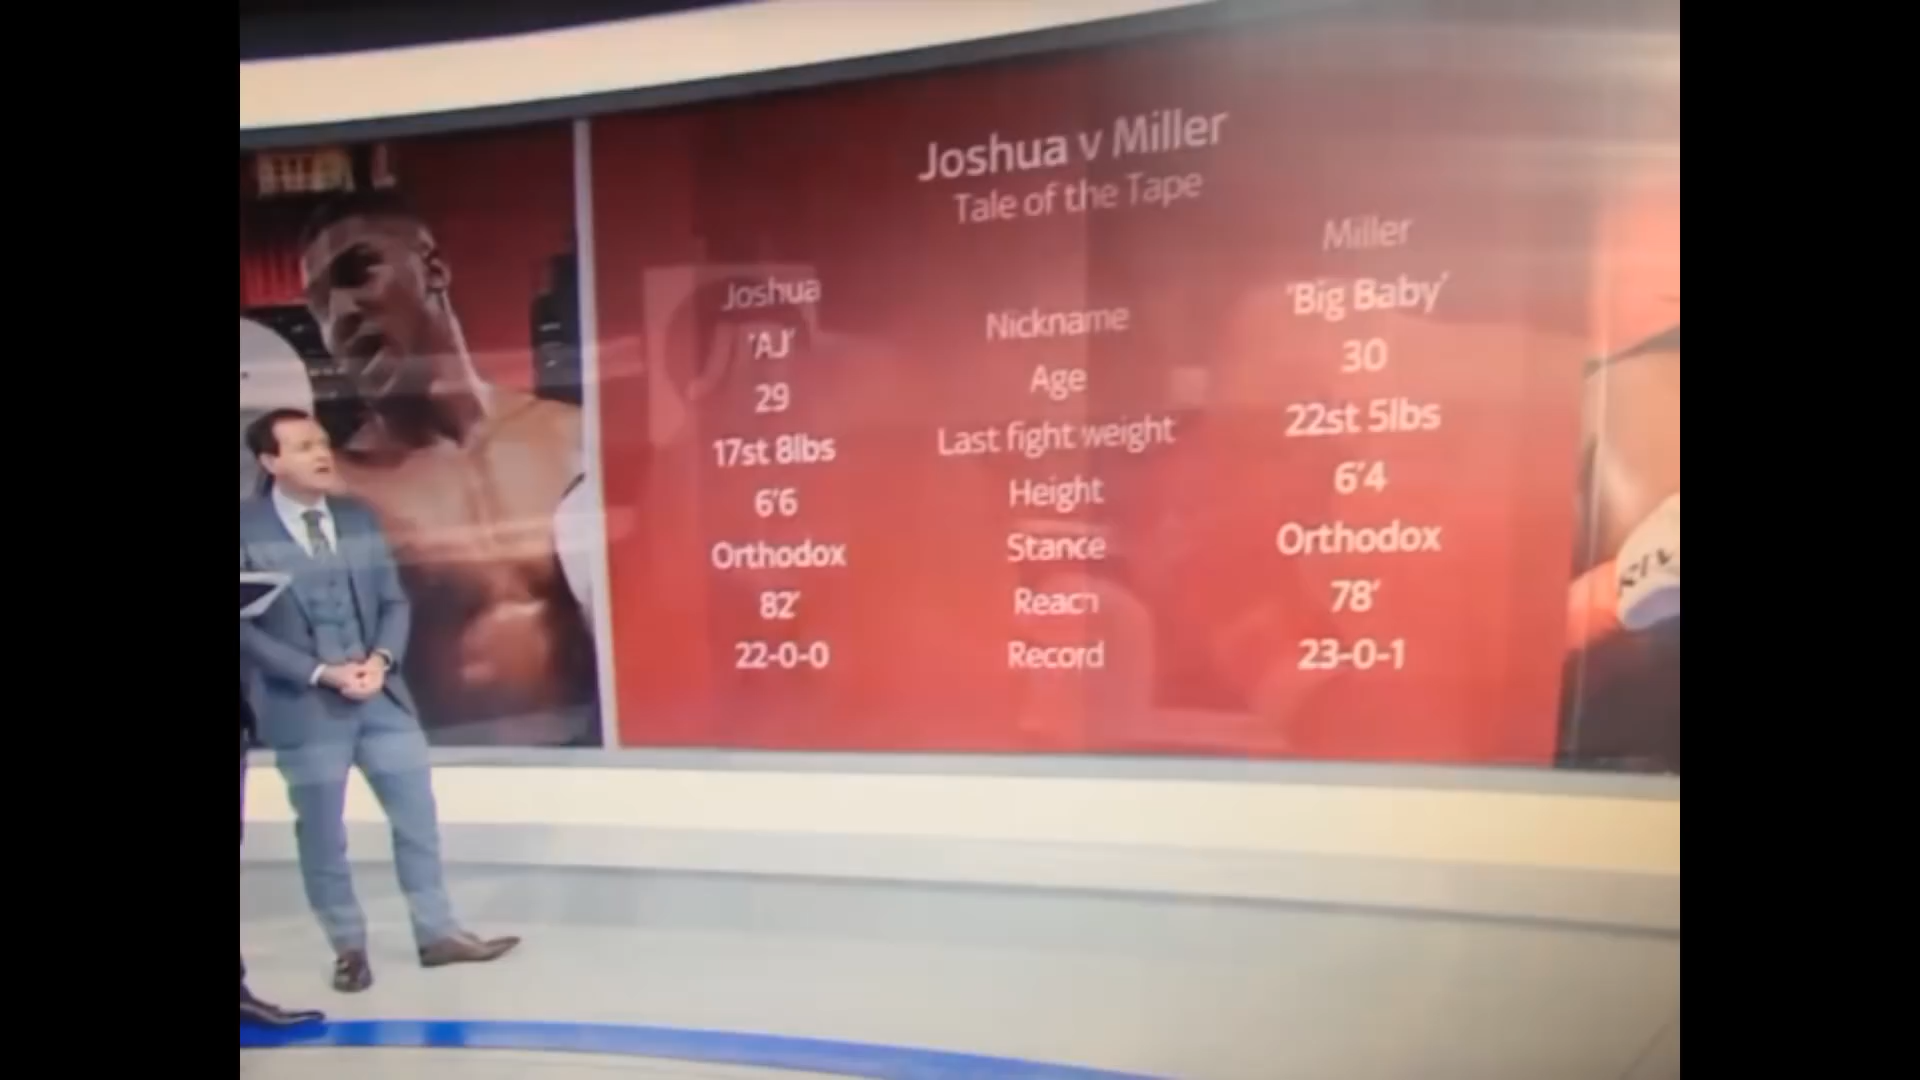 Joshua v Miller
Tale of the Tape
Joshua Miller
'AJ' Nickname 'Big Baby'
29 Age 30
17st 8lbs Last fight weight 22st 5lbs
6'6 Height 6'4
Orthodox Stance Orthodox
82' Reach 78'
22-0-0 Record 23-0-1